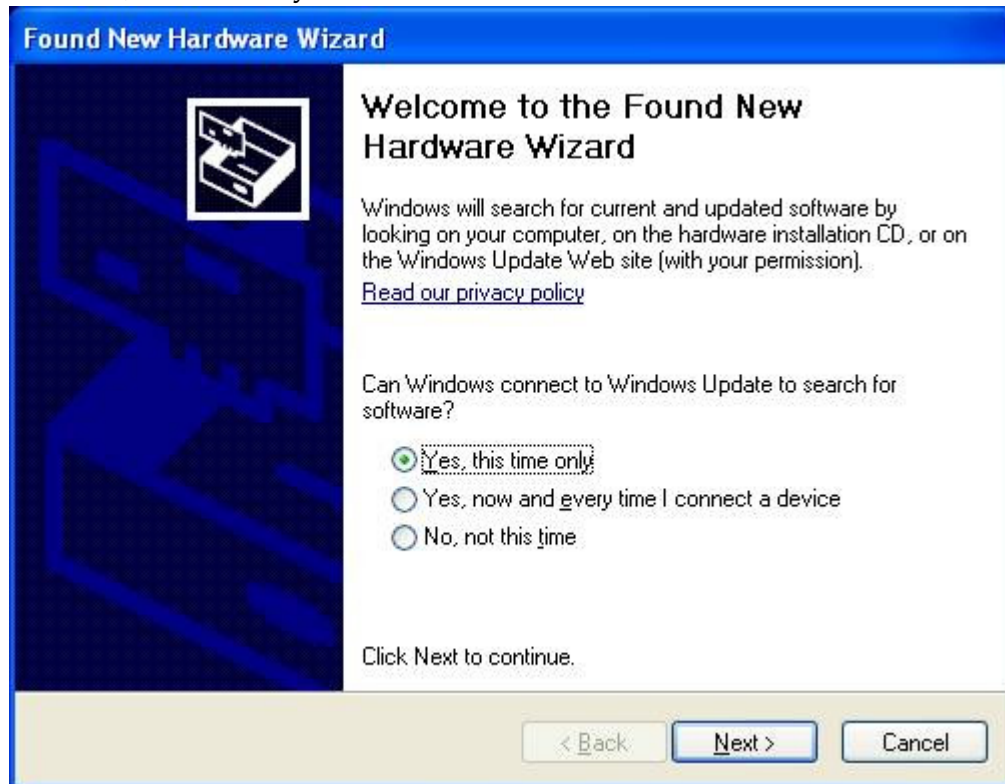 Found New Hardware Wizard
Welcome to the Found New
Hardware Wizard
Windows will search for current and updated software by
looking on your computer, on the hardware installation CD, or on
the Windows Update Web site (with your permission).
Read our privacy policy
Can Windows connect to Windows Update to search for
software?
Yes, this time only
Yes, now and every time I connect a device
No, not this time
Click Next to continue.
< Back Next > Cancel